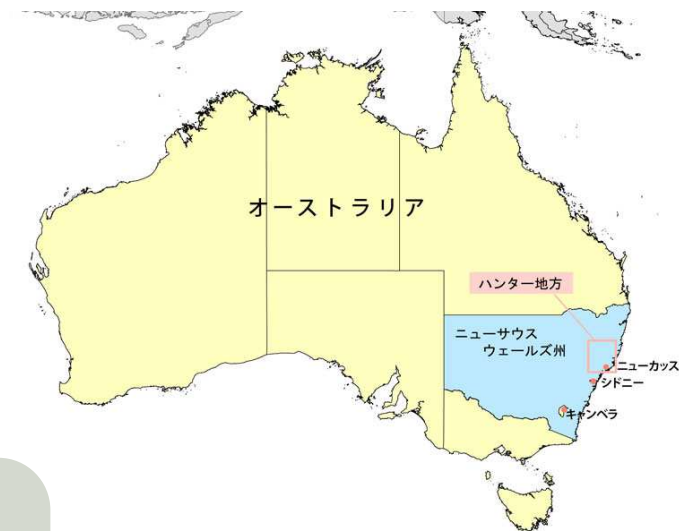 オーストラリア
ハンター地方
ニューサウス
ウェールズ州
ニューカッス
シドニー
キャンベラ